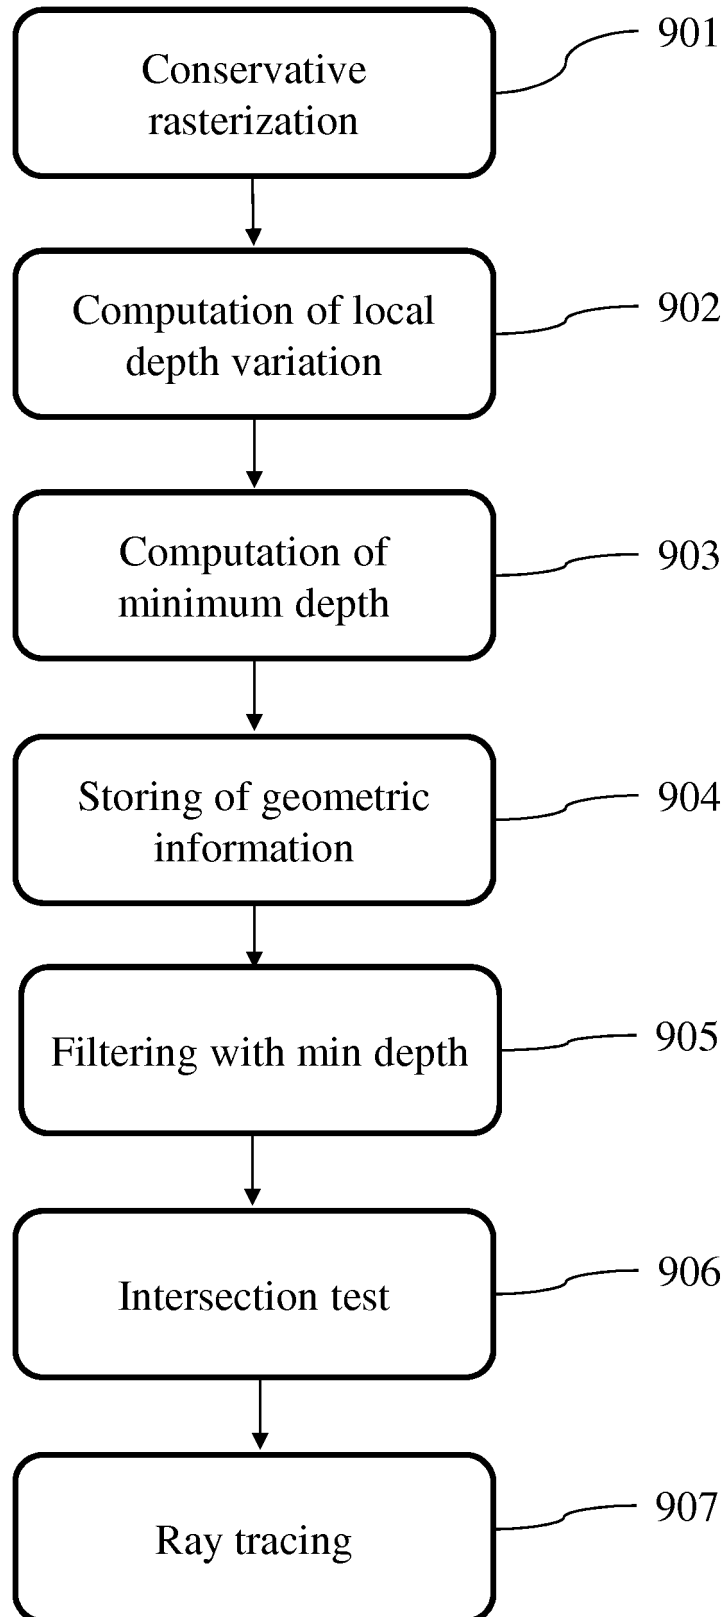 Conservative
rasterization
901
Computation of local
depth variation
902
Computation of
minimum depth
903
Storing of geometric
information
904
Filtering with min depth
905
Intersection test
906
Ray tracing
907